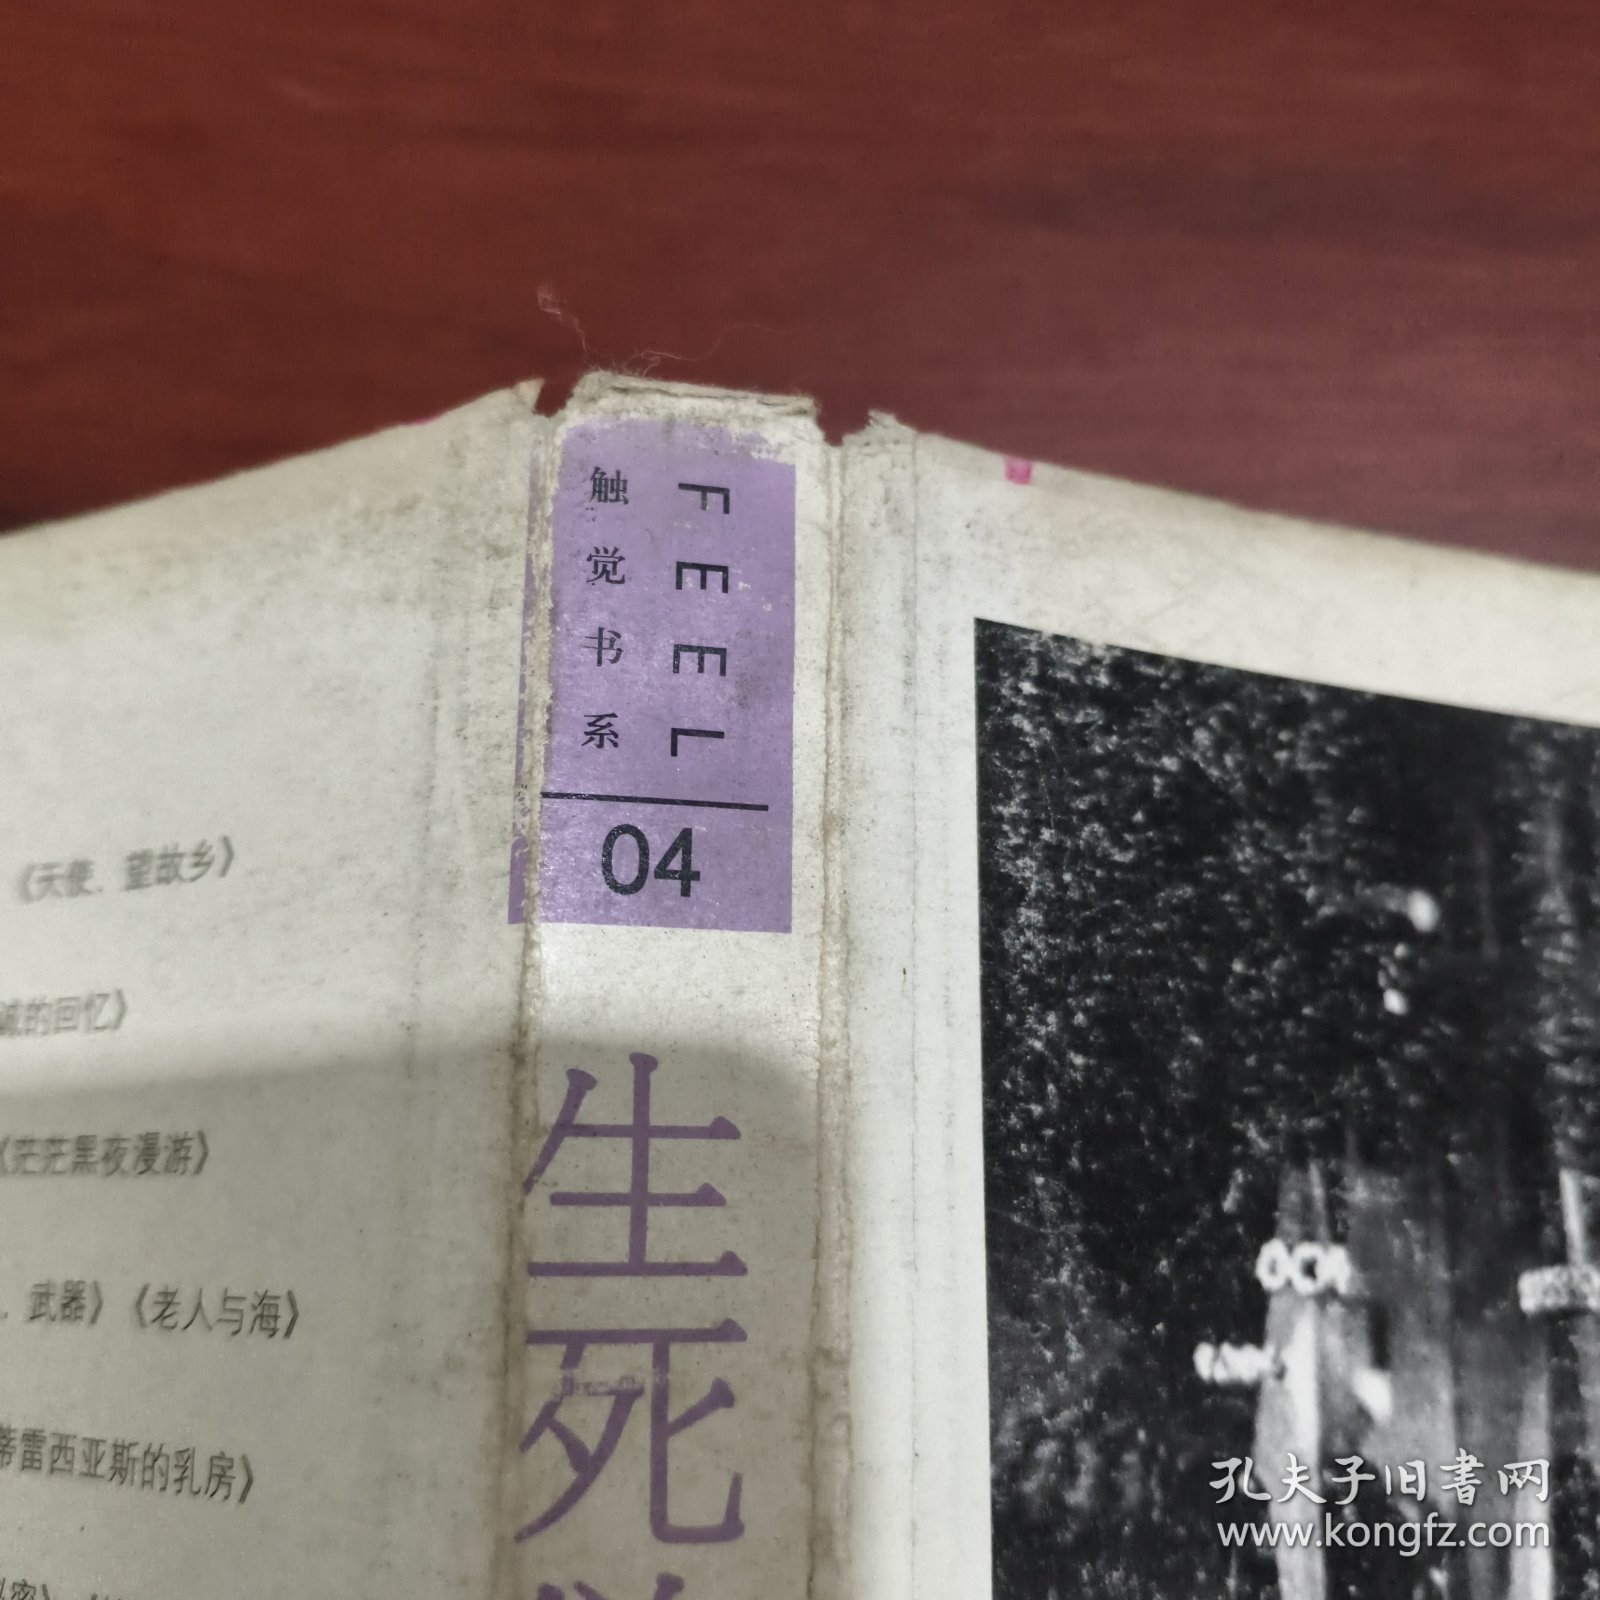 触觉书系
FEEL
04
生死
《天使，望故乡》
诚的回忆》
《茫茫黑夜漫游》
、武器》《老人与海》
蒂雷西亚斯的乳房》
孔夫子旧书网
www.kongfz.com